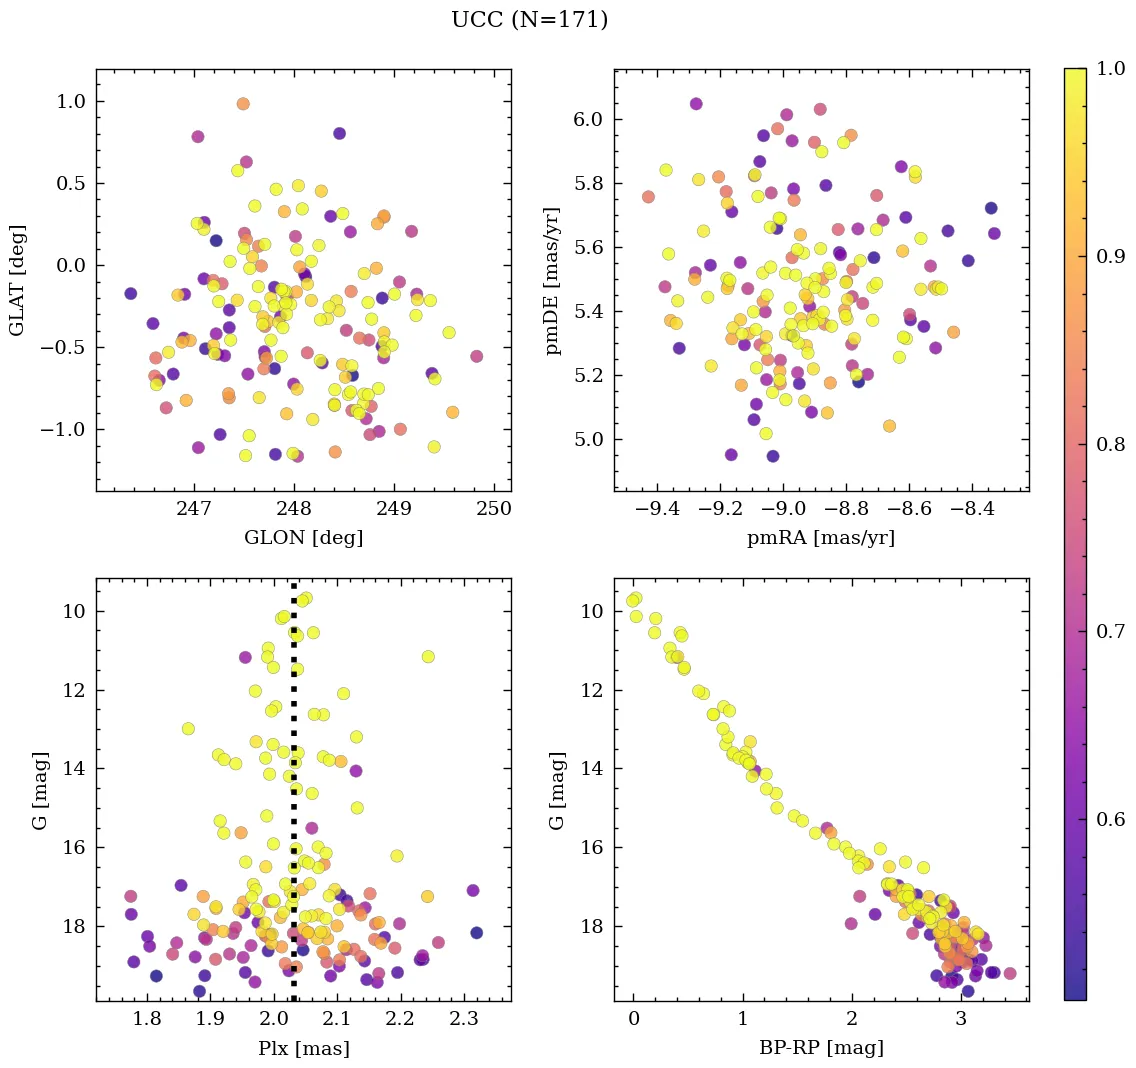 UCC (N=171)
1.0
0.5
0.0
−0.5
−1.0
GLAT [deg]
247 248 249 250
GLON [deg]
6.0
5.8
5.6
5.4
5.2
5.0
pmDE [mas/yr]
−9.4 −9.2 −9.0 −8.8 −8.6 −8.4
pmRA [mas/yr]
10
12
14
16
18
G [mag]
1.8 1.9 2.0 2.1 2.2 2.3
Plx [mas]
10
12
14
16
18
G [mag]
0 1 2 3
BP-RP [mag]
1.0
0.9
0.8
0.7
0.6